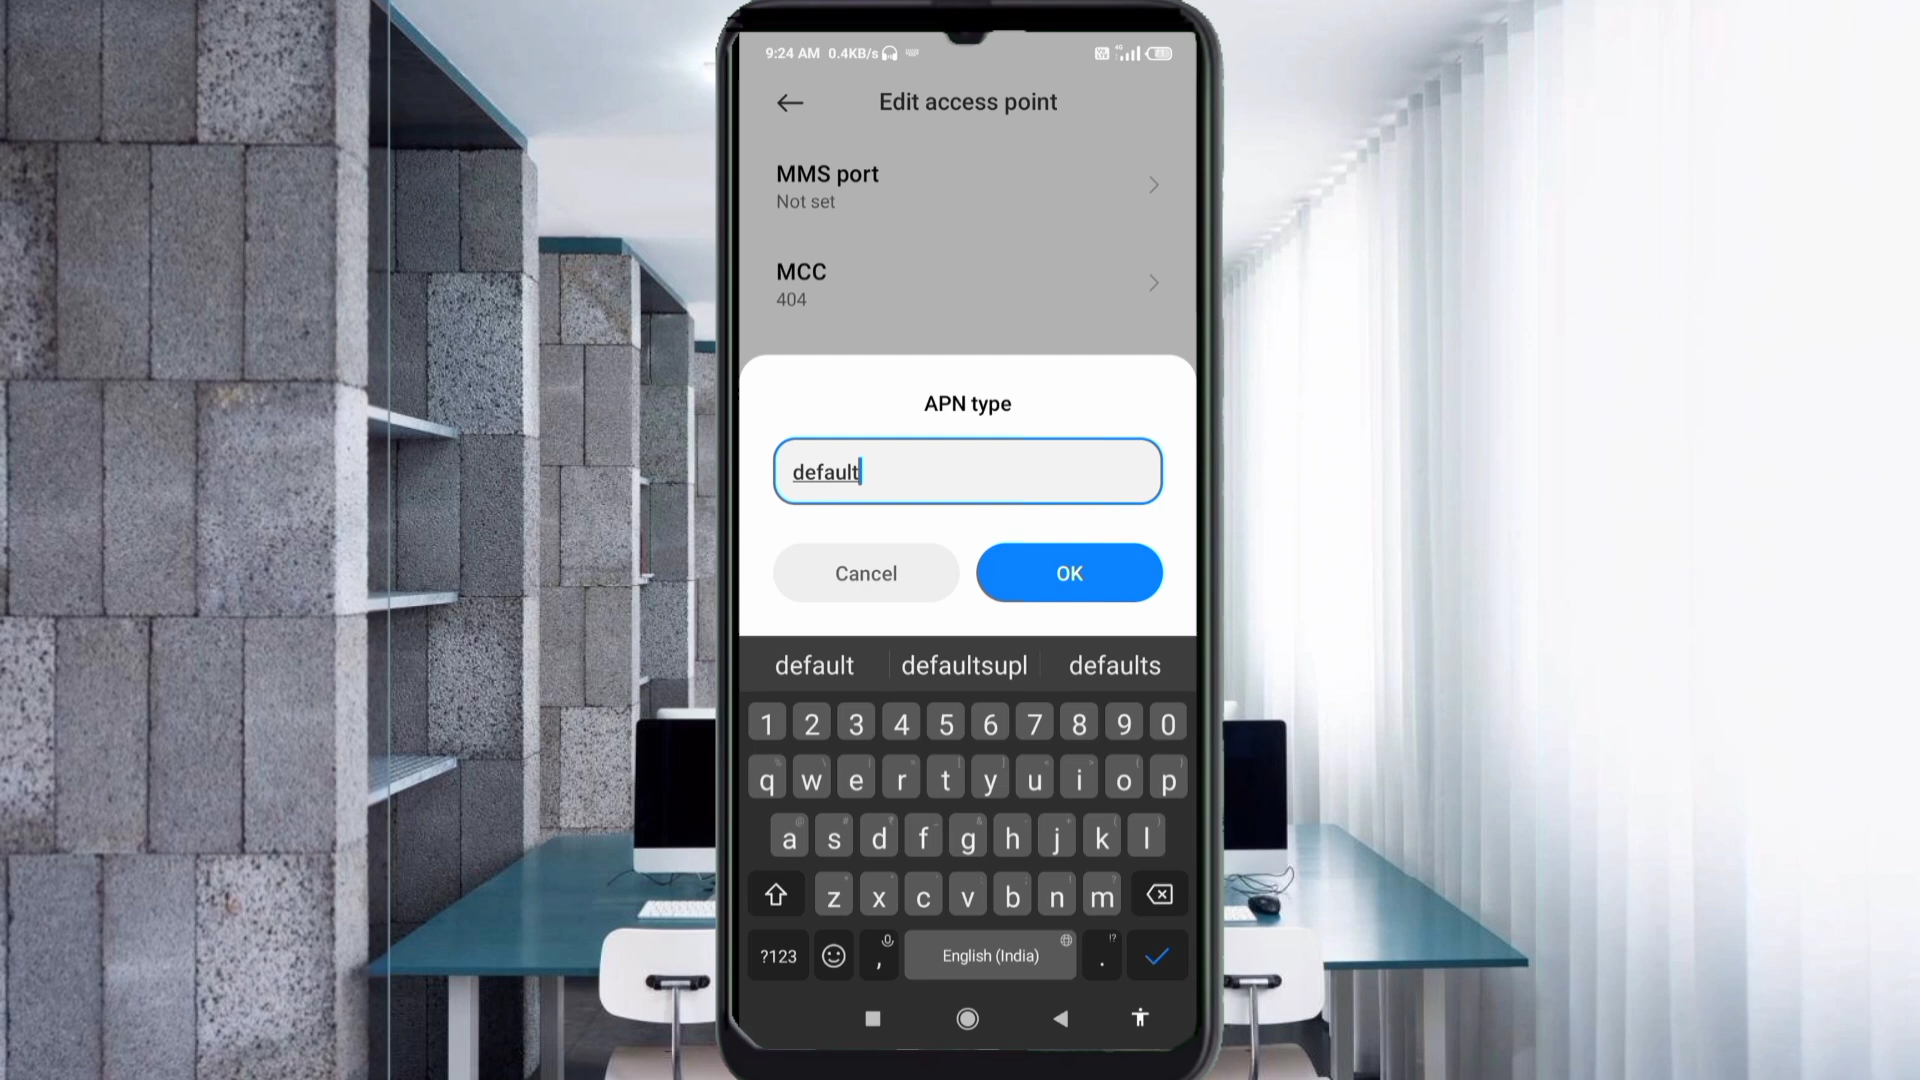 9:24 AM 0.4KB/s
Edit access point
MMS port
Not set
MCC
404
APN type
default
Cancel OK
default defaultsupl defaults
1 2 3 4 5 6 7 8 9 0
q w e r t y u i o p
a s d f g h j k l
z x c v b n m
?123 , English (India) .